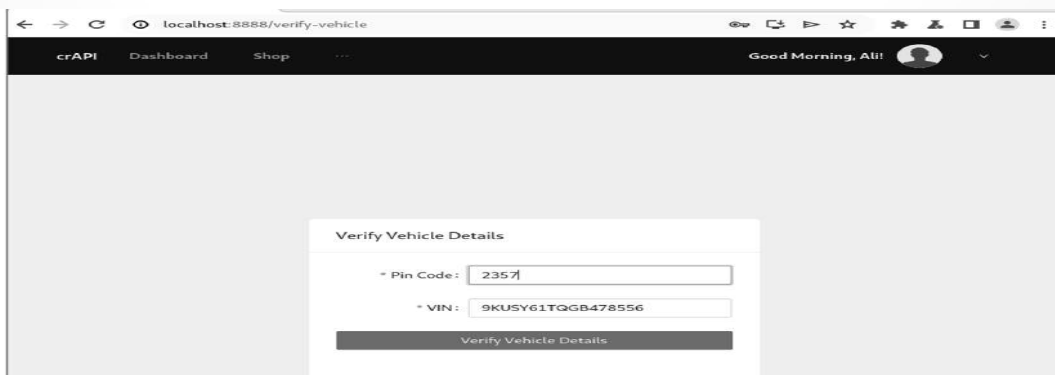 localhost:8888/verify-vehicle
crAPI Dashboard Shop ... Good Morning, Ali!
Verify Vehicle Details
* Pin Code: 2357
* VIN: 9KUSY61TQGB478556
Verify Vehicle Details